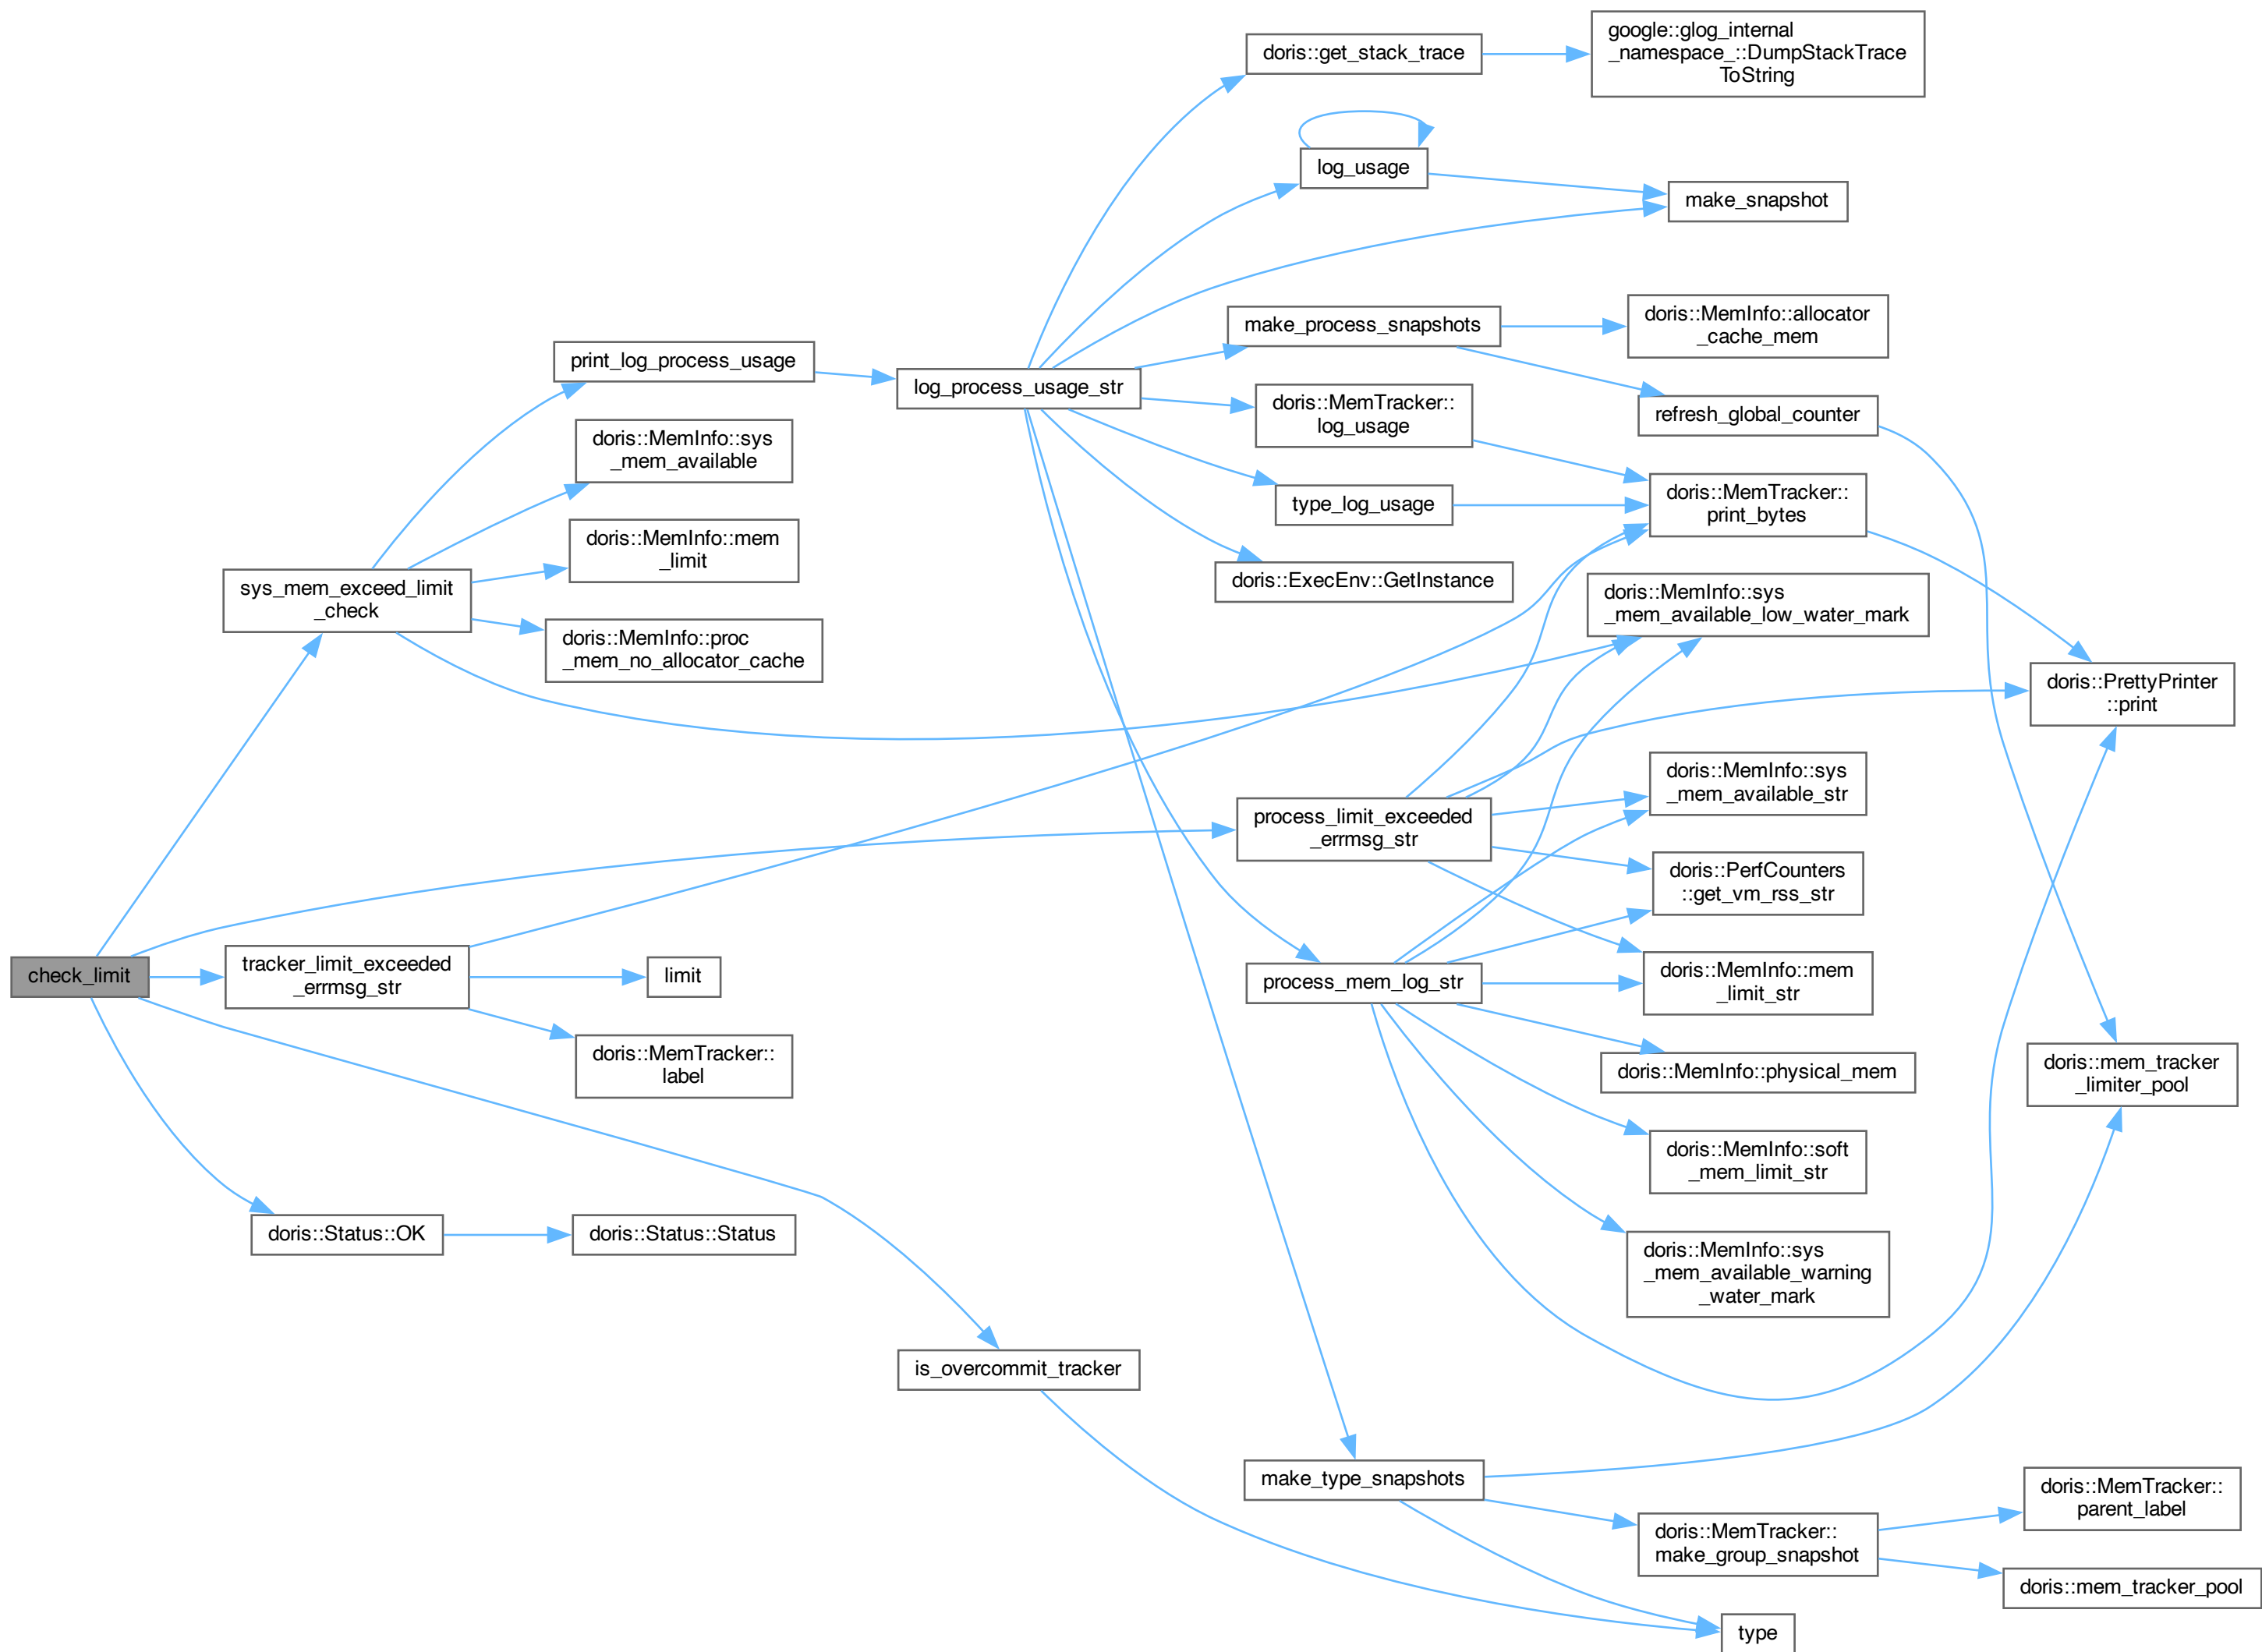 check_limit
sys_mem_exceed_limit
_check
tracker_limit_exceeded
_errmsg_str
doris::Status::OK
print_log_process_usage
doris::MemInfo::sys
_mem_available
doris::MemInfo::mem
_limit
doris::MemInfo::proc
_mem_no_allocator_cache
limit
doris::MemTracker::
label
doris::Status::Status
log_process_usage_str
is_overcommit_tracker
doris::get_stack_trace
log_usage
make_process_snapshots
doris::MemTracker::
log_usage
type_log_usage
doris::ExecEnv::GetInstance
process_limit_exceeded
_errmsg_str
process_mem_log_str
make_type_snapshots
google::glog_internal
_namespace_::DumpStackTrace
ToString
make_snapshot
doris::MemInfo::allocator
_cache_mem
refresh_global_counter
doris::MemTracker::
print_bytes
doris::MemInfo::sys
_mem_available_low_water_mark
doris::MemInfo::sys
_mem_available_str
doris::PerfCounters
::get_vm_rss_str
doris::MemInfo::mem
_limit_str
doris::MemInfo::physical_mem
doris::MemInfo::soft
_mem_limit_str
doris::MemInfo::sys
_mem_available_warning
_water_mark
doris::MemTracker::
make_group_snapshot
type
doris::PrettyPrinter
::print
doris::mem_tracker
_limiter_pool
doris::MemTracker::
parent_label
doris::mem_tracker_pool